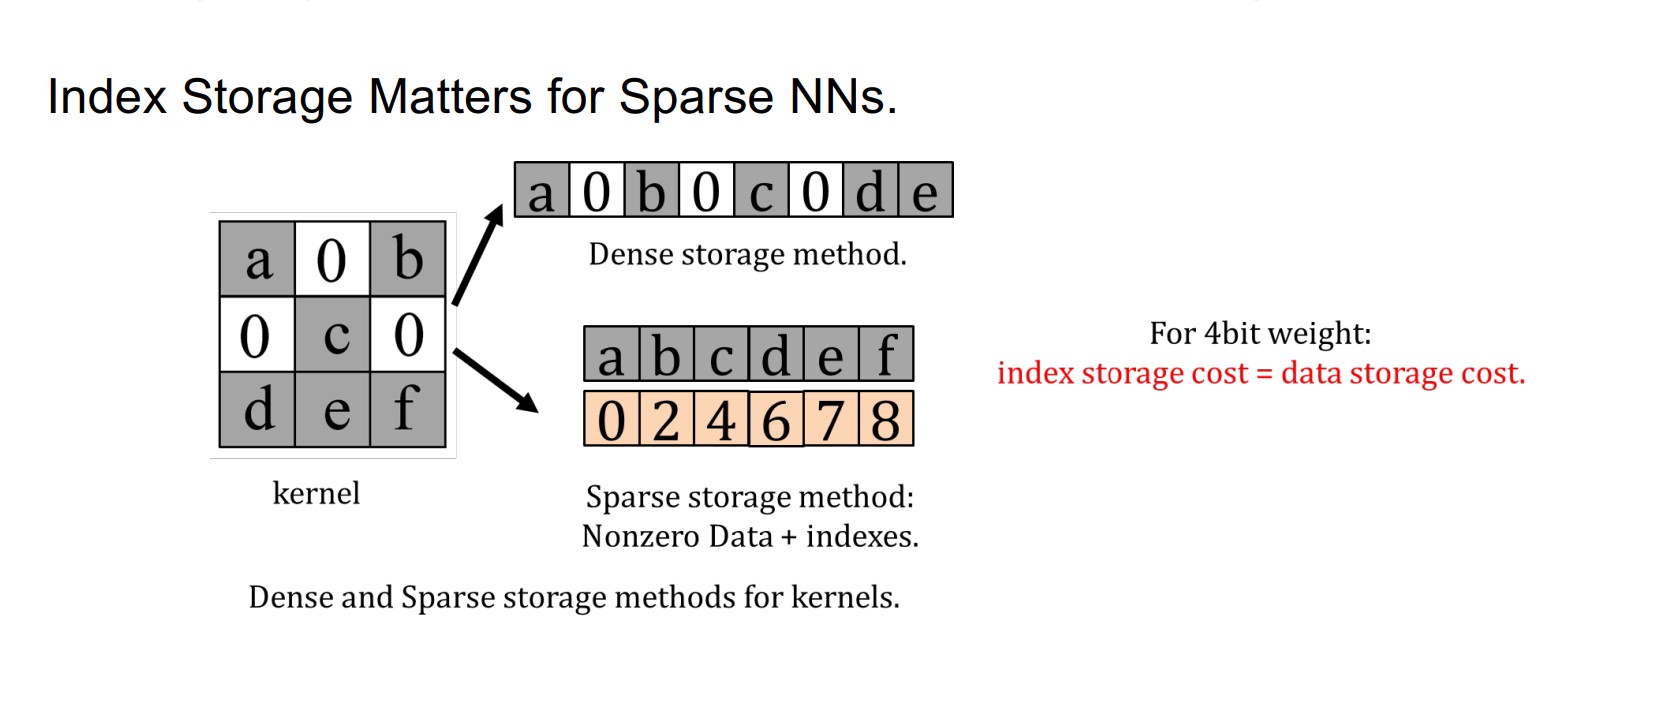 Index Storage Matters for Sparse NNs.
a 0 b 0 c 0 d e
Dense storage method.
a 0 b
0 c 0
d e f
kernel
a b c d e f
0 2 4 6 7 8
Sparse storage method:
Nonzero Data + indexes.
Dense and Sparse storage methods for kernels.
For 4bit weight:
index storage cost = data storage cost.